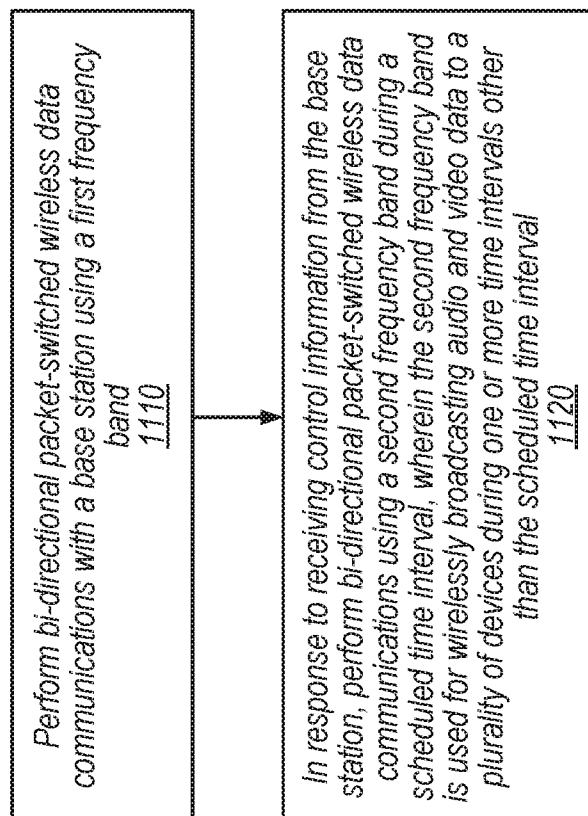 Perform bi-directional packet-switched wireless data
communications with a base station using a first frequency
band
1110
In response to receiving control information from the base
station, perform bi-directional packet-switched wireless data
communications using a second frequency band during a
scheduled time interval, wherein the second frequency band
is used for wirelessly broadcasting audio and video data to a
plurality of devices during one or more time intervals other
than the scheduled time interval
1120